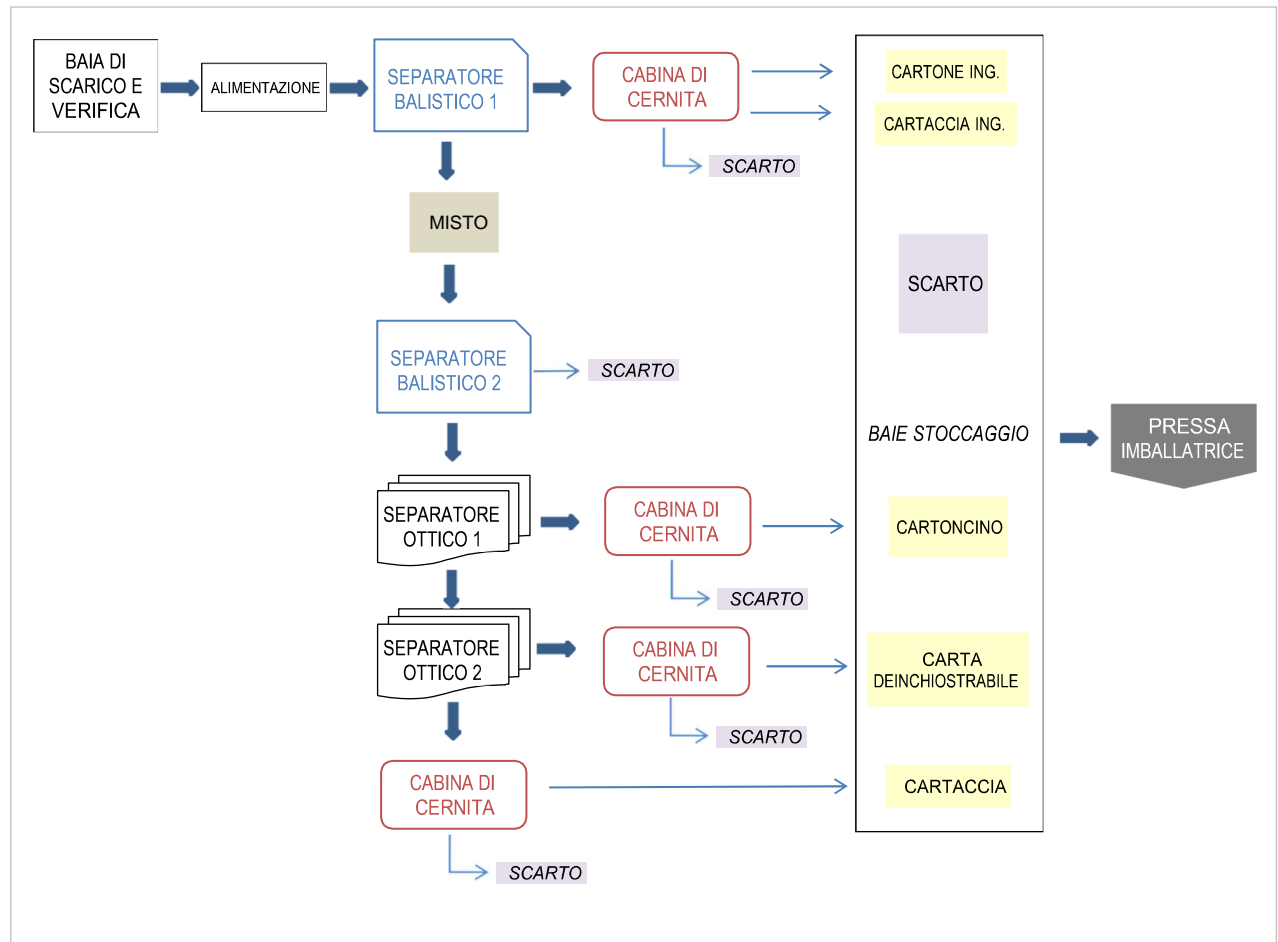 BAIA DI
SCARICO E
VERIFICA
ALIMENTAZIONE
SEPARATORE
BALISTICO 1
CABINA DI
CERNITA
CARTONE ING.
CARTACCIA ING.
SCARTO
MISTO
SCARTO
SEPARATORE
BALISTICO 2
SCARTO
BAIE STOCCAGGIO
PRESSA
IMBALLATRICE
SEPARATORE
OTTICO 1
CABINA DI
CERNITA
CARTONCINO
SCARTO
SEPARATORE
OTTICO 2
CABINA DI
CERNITA
CARTA
DEINCHIOSTRABILE
SCARTO
CABINA DI
CERNITA
CARTACCIA
SCARTO